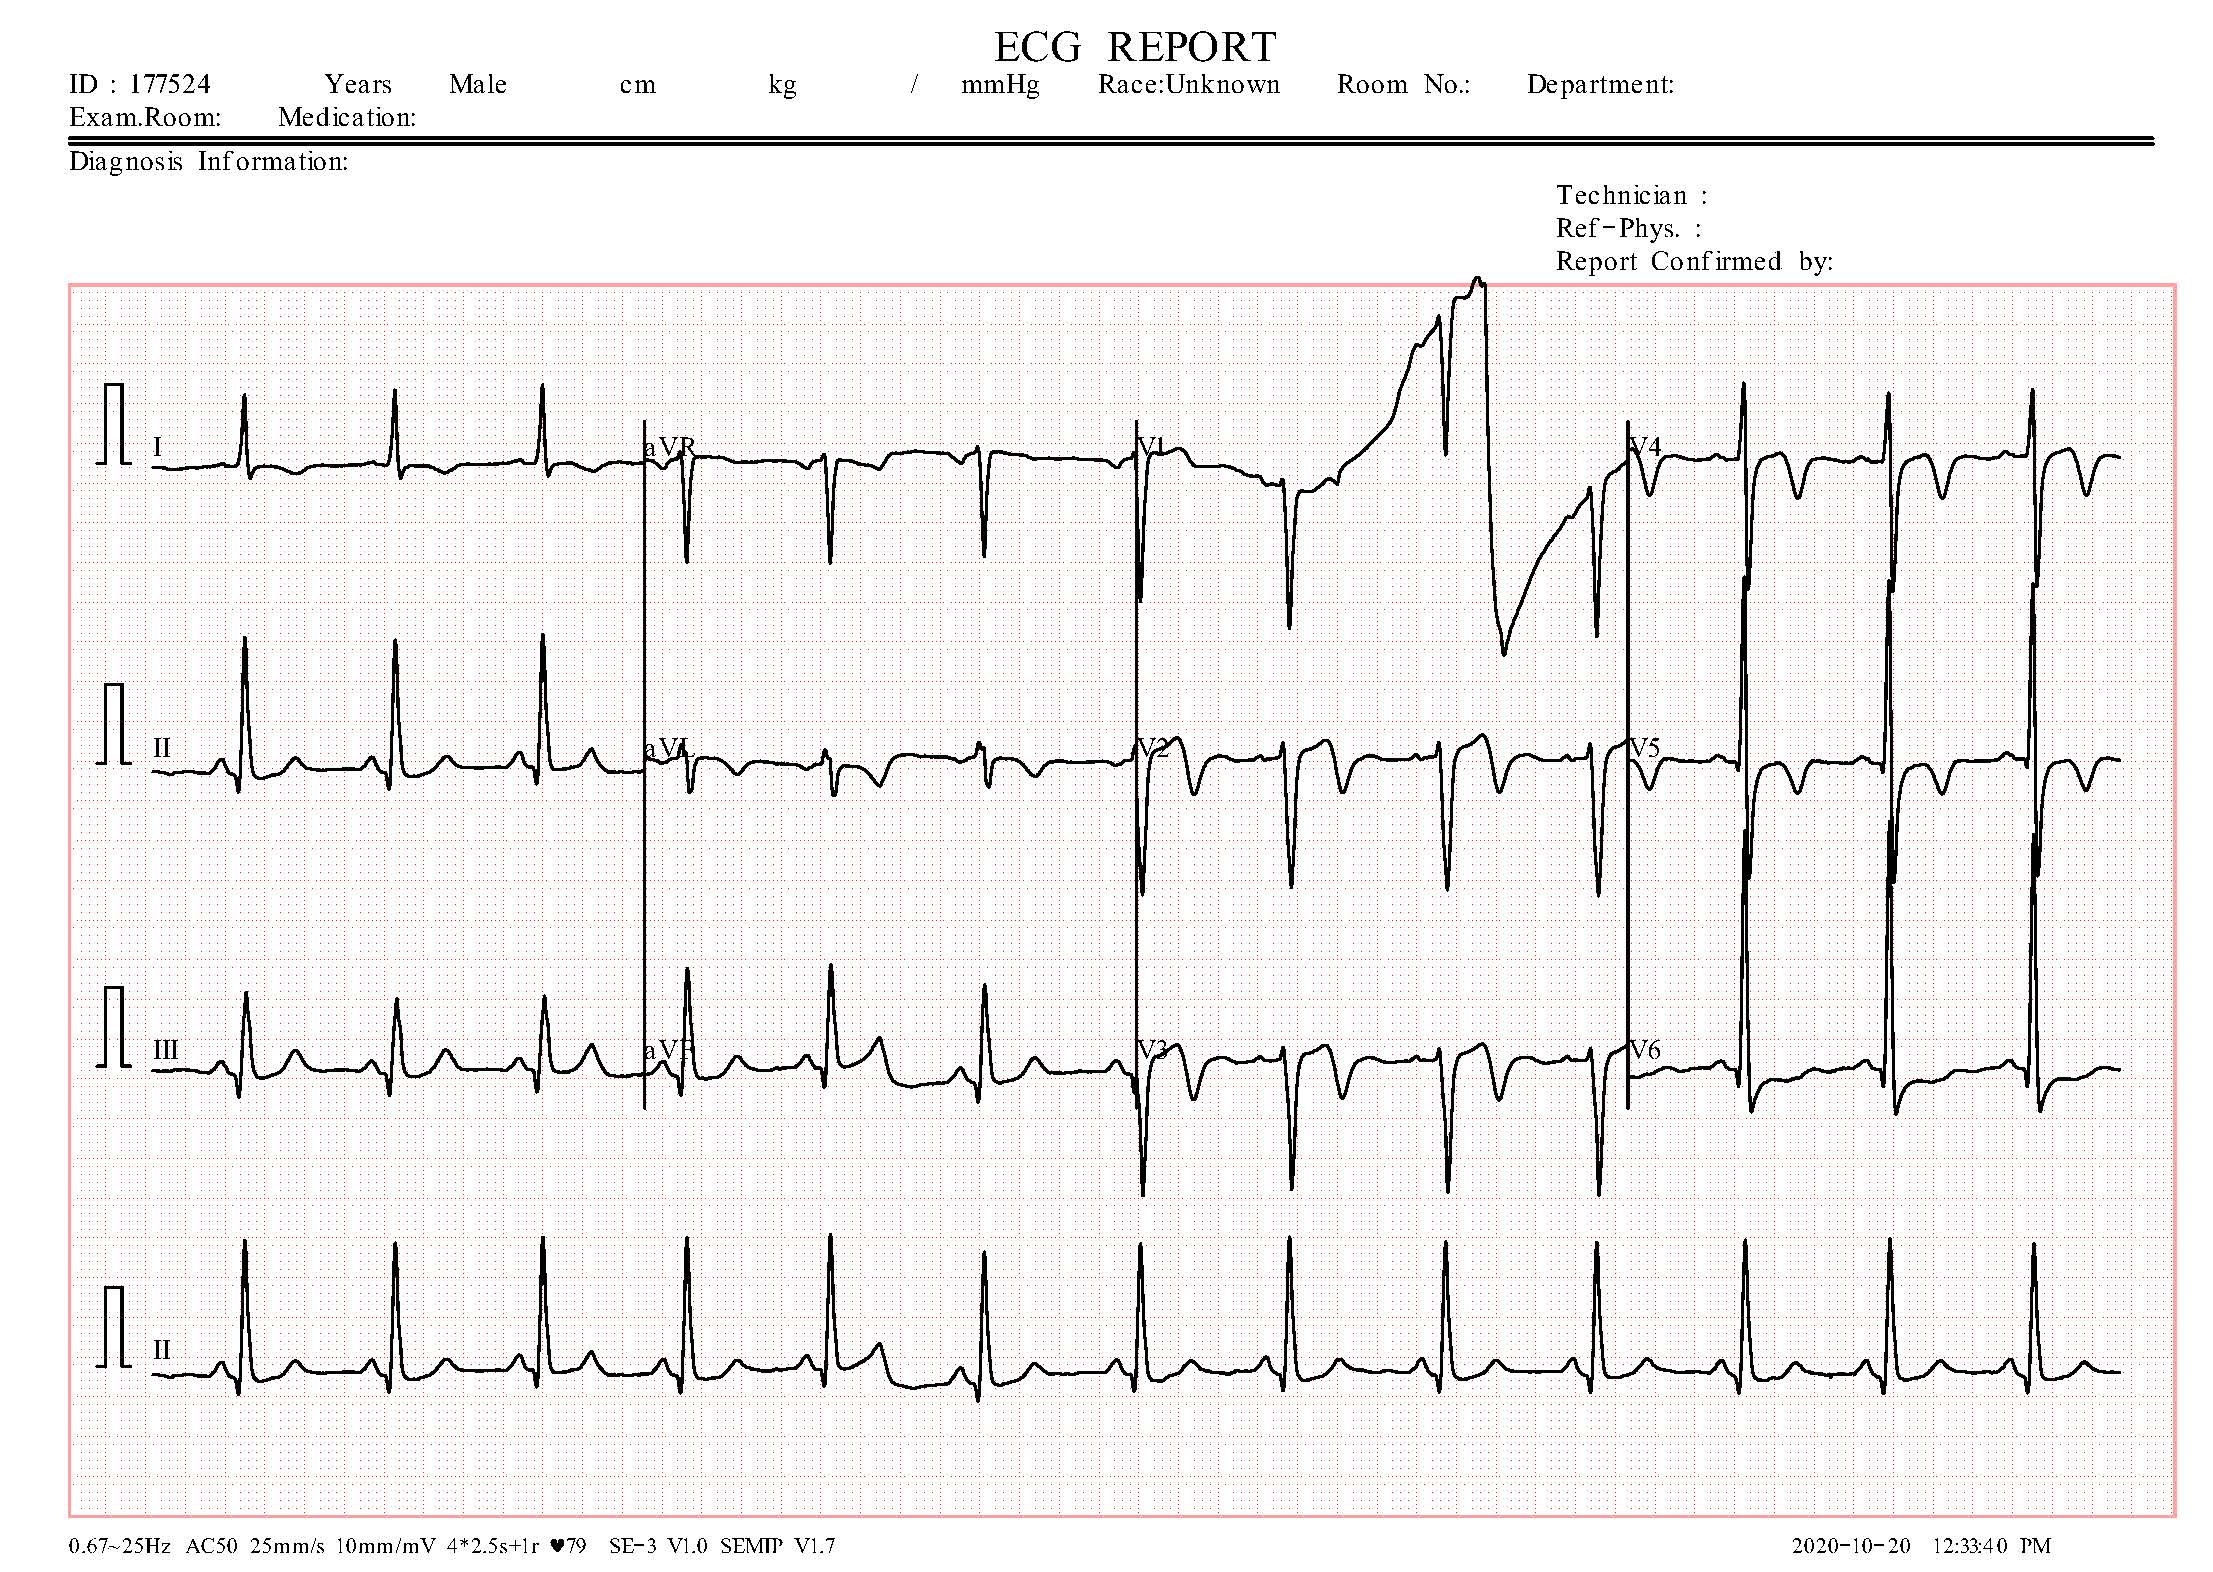 ECG REPORT
ID : 177524 Years Male cm kg / mmHg Race:Unknown Room No.: Department:
Exam.Room: Medication:
Diagnosis Information:
Technician :
Ref-Phys. :
Report Confirmed by:
I aVR V1 V4
II aVL V2 V5
III aVF V3 V6
II
0.67~25Hz AC50 25mm/s 10mm/mV 4*2.5s+1r ♥79 SE-3 V1.0 SEMIP V1.7 2020-10-20 12:33:40 PM